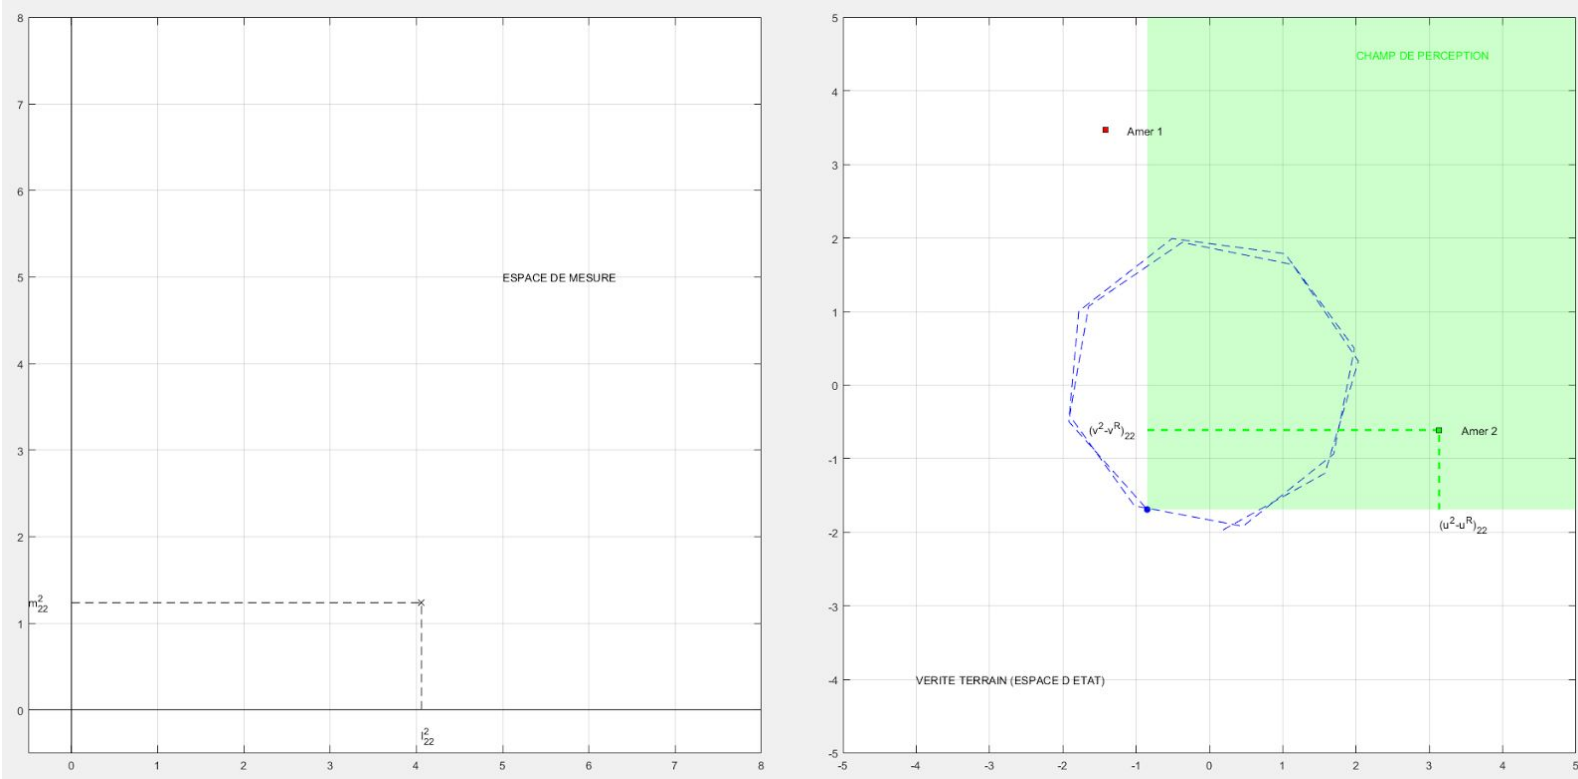 8
7
6
5
4
3
2
1
0
ESPACE DE MESURE
m²₂₂
l²₂₂
0 1 2 3 4 5 6 7 8
5
4
3
2
1
0
-1
-2
-3
-4
-5
CHAMP DE PERCEPTION
Amer 1
(v²-vᴿ)₂₂
Amer 2
(u²-uᴿ)₂₂
VERITE TERRAIN (ESPACE D ETAT)
-5 -4 -3 -2 -1 0 1 2 3 4 5